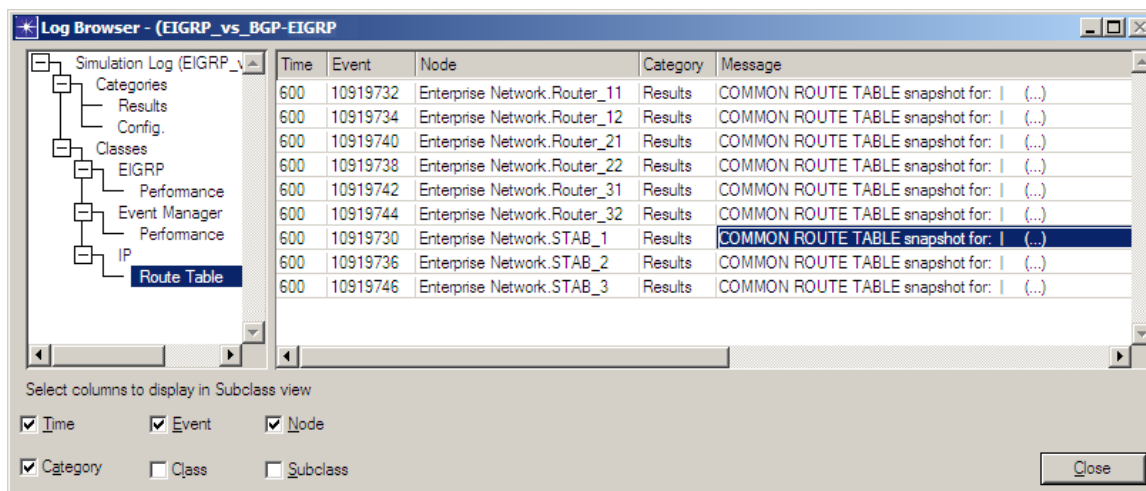 Log Browser - (EIGRP_vs_BGP-EIGRP
Simulation Log (EIGRP_v
Categories
Results
Config.
Classes
EIGRP
Performance
Event Manager
Performance
IP
Route Table
Time Event Node Category Message
600 10919732 Enterprise Network.Router_11 Results COMMON ROUTE TABLE snapshot for: | (...)
600 10919734 Enterprise Network.Router_12 Results COMMON ROUTE TABLE snapshot for: | (...)
600 10919740 Enterprise Network.Router_21 Results COMMON ROUTE TABLE snapshot for: | (...)
600 10919738 Enterprise Network.Router_22 Results COMMON ROUTE TABLE snapshot for: | (...)
600 10919742 Enterprise Network.Router_31 Results COMMON ROUTE TABLE snapshot for: | (...)
600 10919744 Enterprise Network.Router_32 Results COMMON ROUTE TABLE snapshot for: | (...)
600 10919730 Enterprise Network.STAB_1 Results COMMON ROUTE TABLE snapshot for: | (...)
600 10919736 Enterprise Network.STAB_2 Results COMMON ROUTE TABLE snapshot for: | (...)
600 10919746 Enterprise Network.STAB_3 Results COMMON ROUTE TABLE snapshot for: | (...)
Select columns to display in Subclass view
Time Event Node
Category Class Subclass
Close